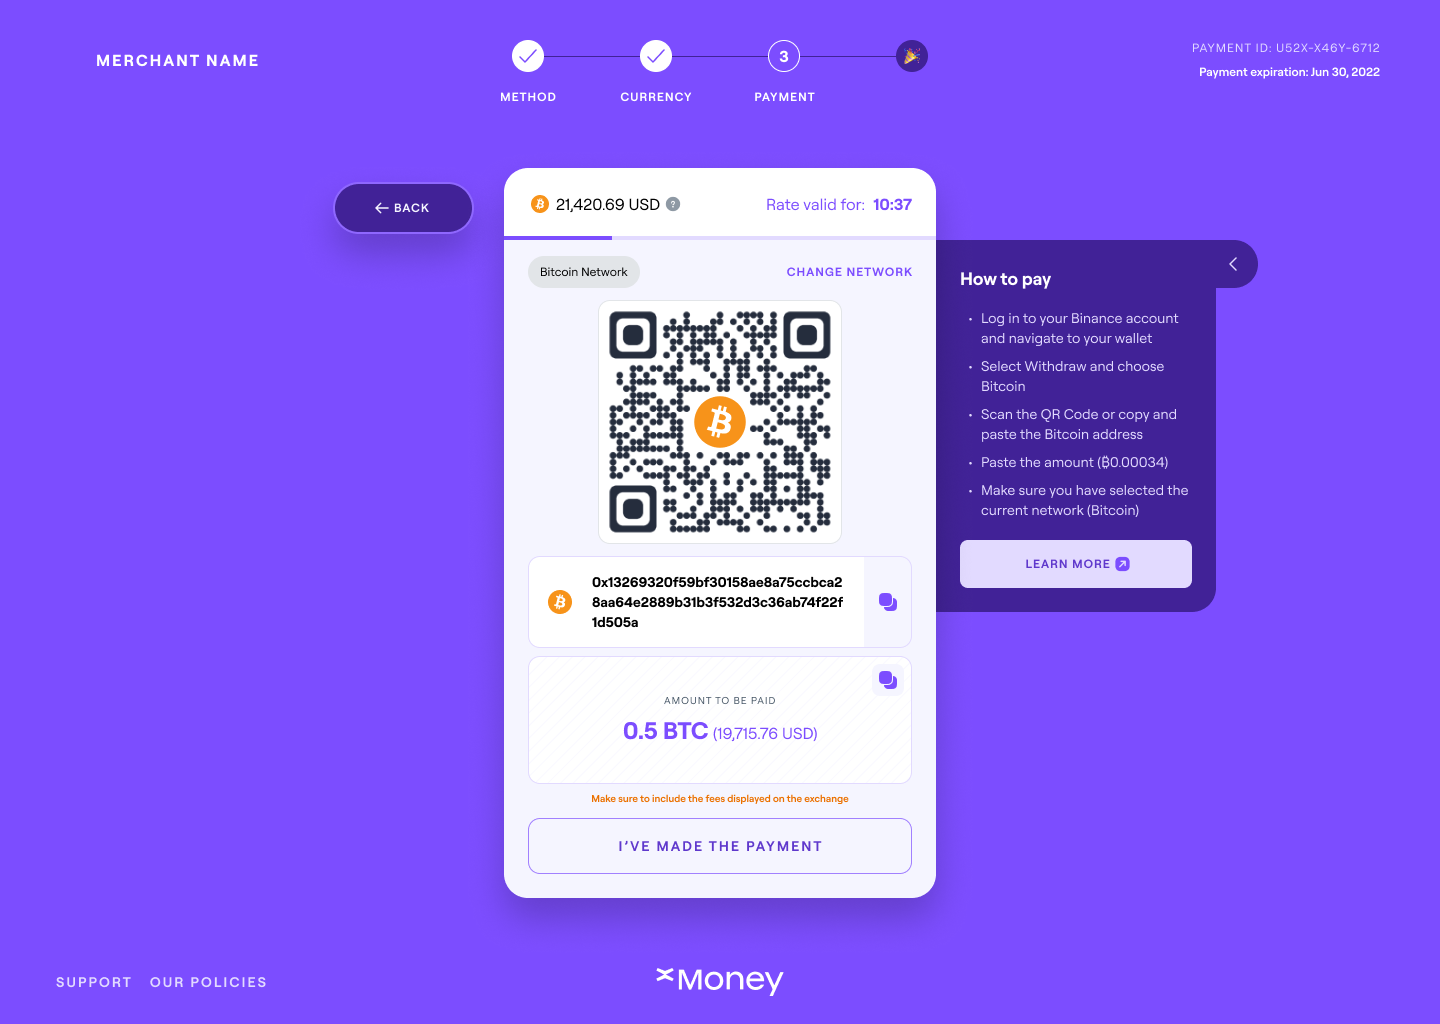 MERCHANT NAME
3
METHOD
CURRENCY
PAYMENT
PAYMENT ID: U52X-X46Y-6712
Payment expiration: Jun 30, 2022
← BACK
21,420.69 USD ?
Rate valid for: 10:37
Bitcoin Network
CHANGE NETWORK
0x13269320f59bf30158ae8a75ccbca2
8aa64e2889b31b3f532d3c36ab74f22f
1d505a
AMOUNT TO BE PAID
0.5 BTC (19,715.76 USD)
Make sure to include the fees displayed on the exchange
I’VE MADE THE PAYMENT
How to pay
• Log in to your Binance account
and navigate to your wallet
• Select Withdraw and choose
Bitcoin
• Scan the QR Code or copy and
paste the Bitcoin address
• Paste the amount (₿0.00034)
• Make sure you have selected the
current network (Bitcoin)
LEARN MORE
SUPPORT
OUR POLICIES
xMoney